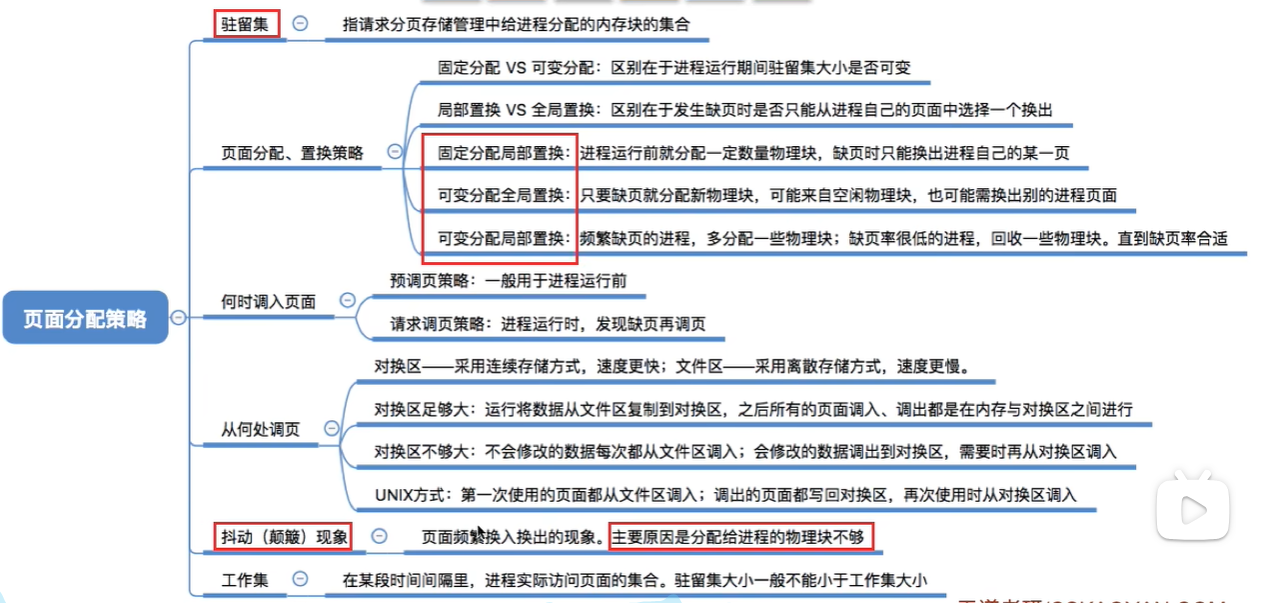 驻留集
指请求分页存储管理中给进程分配的内存块的集合
固定分配 VS 可变分配：区别在于进程运行期间驻留集大小是否可变
局部置换 VS 全局置换：区别在于发生缺页时是否只能从进程自己的页面中选择一个换出
页面分配、置换策略
固定分配局部置换：进程运行前就分配一定数量物理块，缺页时只能换出进程自己的某一页
可变分配全局置换：只要缺页就分配新物理块，可能来自空闲物理块，也可能需换出别的进程页面
可变分配局部置换：频繁缺页的进程，多分配一些物理块；缺页率很低的进程，回收一些物理块。直到缺页率合适
页面分配策略
何时调入页面
预调页策略：一般用于进程运行前
请求调页策略：进程运行时，发现缺页再调页
从何处调页
对换区——采用连续存储方式，速度更快；文件区——采用离散存储方式，速度更慢。
对换区足够大：运行将数据从文件区复制到对换区，之后所有的页面调入、调出都是在内存与对换区之间进行
对换区不够大：不会修改的数据每次都从文件区调入；会修改的数据调出到对换区，需要时再从对换区调入
UNIX方式：第一次使用的页面都从文件区调入；调出的页面都写回对换区，再次使用时从对换区调入
抖动（颠簸）现象
页面频繁换入换出的现象。主要原因是分配给进程的物理块不够
工作集
在某段时间间隔里，进程实际访问页面的集合。驻留集大小一般不能小于工作集大小